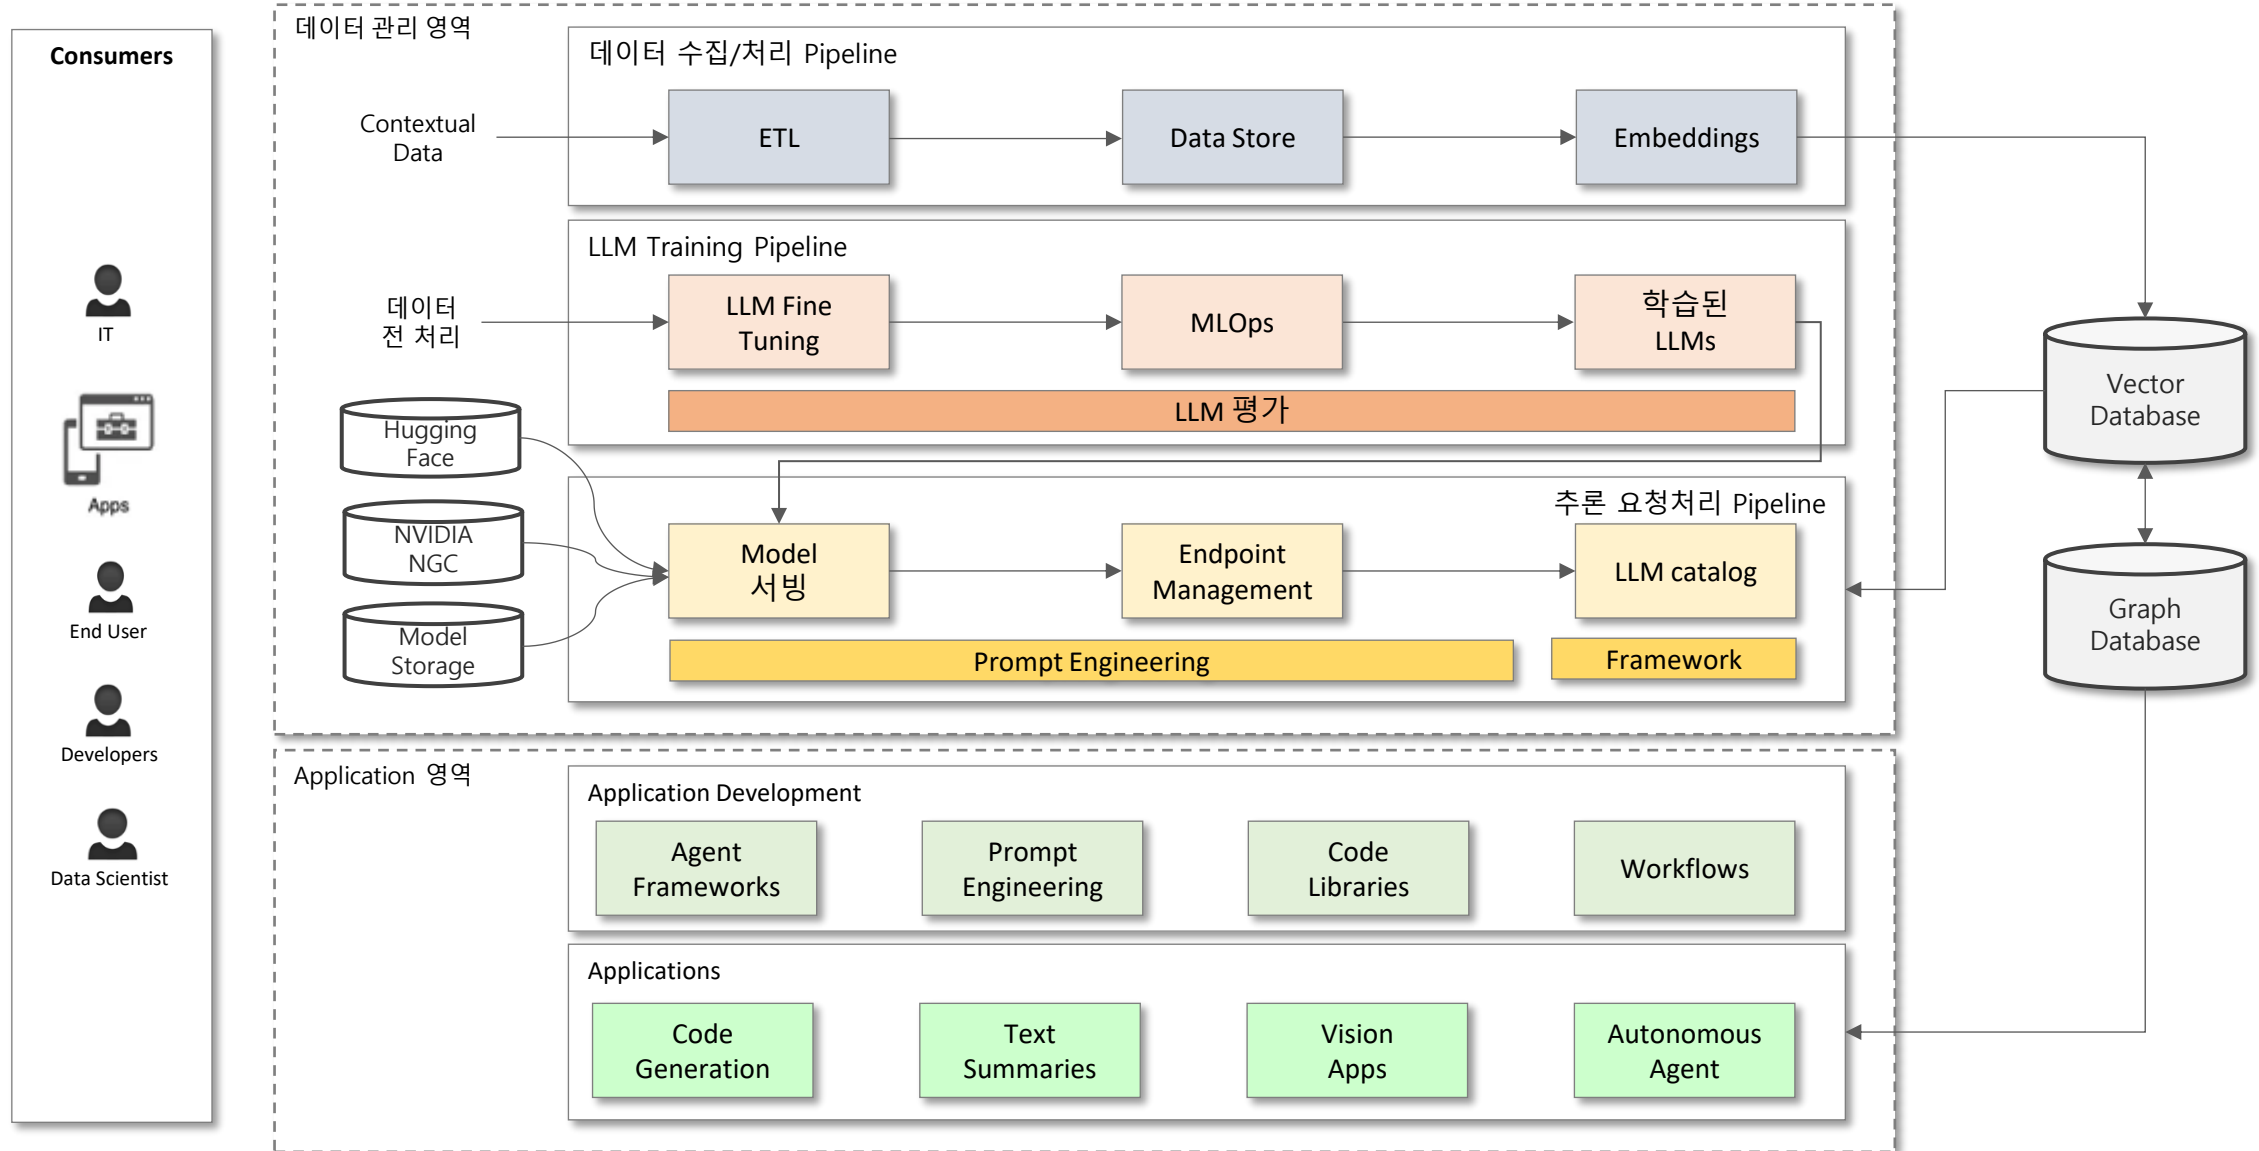 Consumers
IT
Apps
End User
Developers
Data Scientist
데이터 관리 영역
데이터 수집/처리 Pipeline
Contextual
Data
ETL
Data Store
Embeddings
LLM Training Pipeline
데이터
전 처리
LLM Fine
Tuning
MLOps
학습된
LLMs
LLM 평가
Hugging
Face
NVIDIA
NGC
Model
Storage
추론 요청처리 Pipeline
Model
서빙
Endpoint
Management
LLM catalog
Prompt Engineering
Framework
Vector
Database
Graph
Database
Application 영역
Application Development
Agent
Frameworks
Prompt
Engineering
Code
Libraries
Workflows
Applications
Code
Generation
Text
Summaries
Vision
Apps
Autonomous
Agent